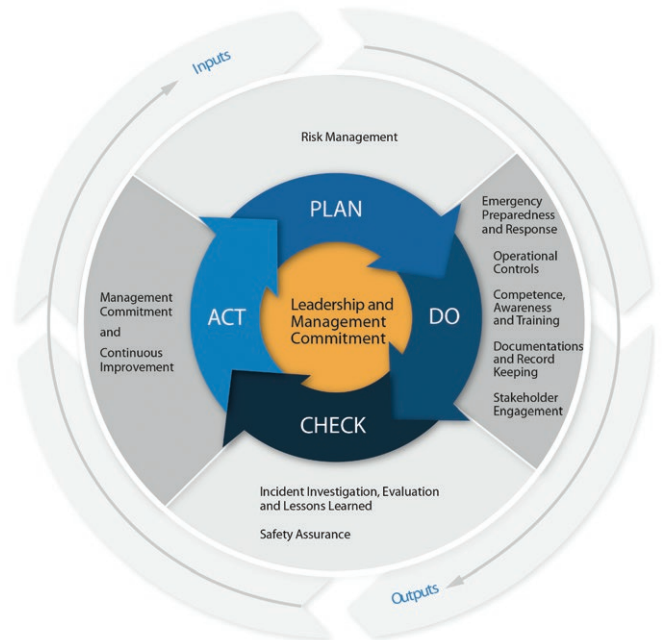 Inputs
Risk Management
PLAN
Emergency
Preparedness
and Response
Operational
Controls
Competence,
Awareness
and Training
Documentations
and Record
Keeping
Stakeholder
Engagement
DO
Leadership and
Management
Commitment
ACT
Management
Commitment
and
Continuous
Improvement
CHECK
Incident Investigation, Evaluation
and Lessons Learned
Safety Assurance
Outputs